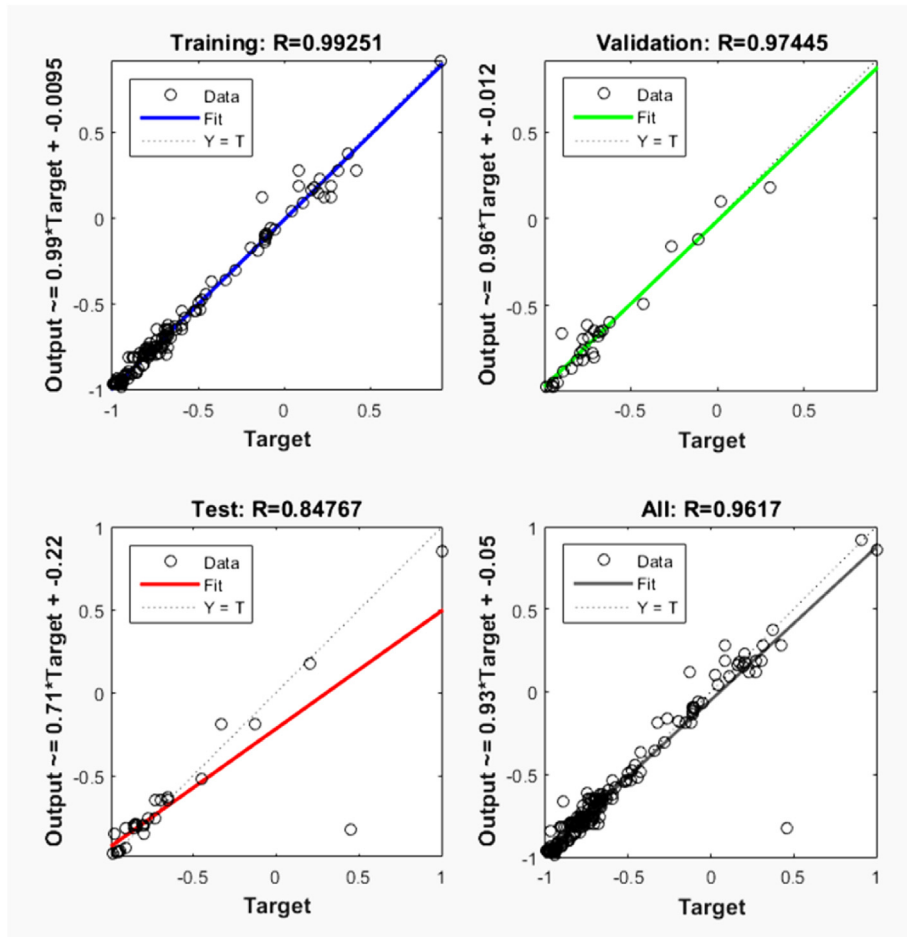 Training: R=0.99251
Output ~= 0.99*Target + -0.0095
Data
Fit
Y = T
0.5
0
-0.5
-1
-1 -0.5 0 0.5
Target
Validation: R=0.97445
Output ~= 0.96*Target + -0.012
Data
Fit
Y = T
0.5
0
-0.5
-0.5 0 0.5
Target
Test: R=0.84767
Output ~= 0.71*Target + -0.22
Data
Fit
Y = T
1
0.5
0
-0.5
-0.5 0 0.5 1
Target
All: R=0.9617
Output ~= 0.93*Target + -0.05
Data
Fit
Y = T
1
0.5
0
-0.5
-1
-1 -0.5 0 0.5 1
Target